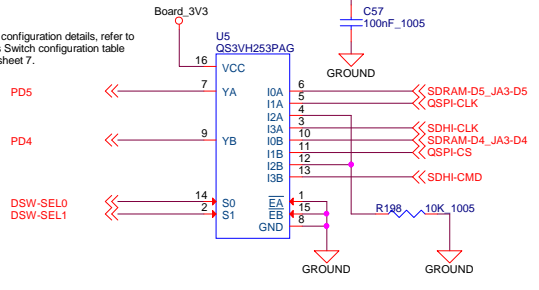 Board_3V3
C57
100nF_1005
GROUND
configuration details, refer to
s Switch configuration table
sheet 7.
U5
QS3VH253PAG
16 VCC
PD5 7 YA I0A 6 SDRAM-D5_JA3-D5
I1A 5 QSPI-CLK
I2A 4
I3A 3 SDHI-CLK
PD4 9 YB I0B 10 SDRAM-D4_JA3-D4
I1B 11 QSPI-CS
I2B 12
I3B 13 SDHI-CMD
DSW-SEL0 14 S0 EA 1
DSW-SEL1 2 S1 EB 15
GND 8
R198 10K_1005
GROUND
GROUND